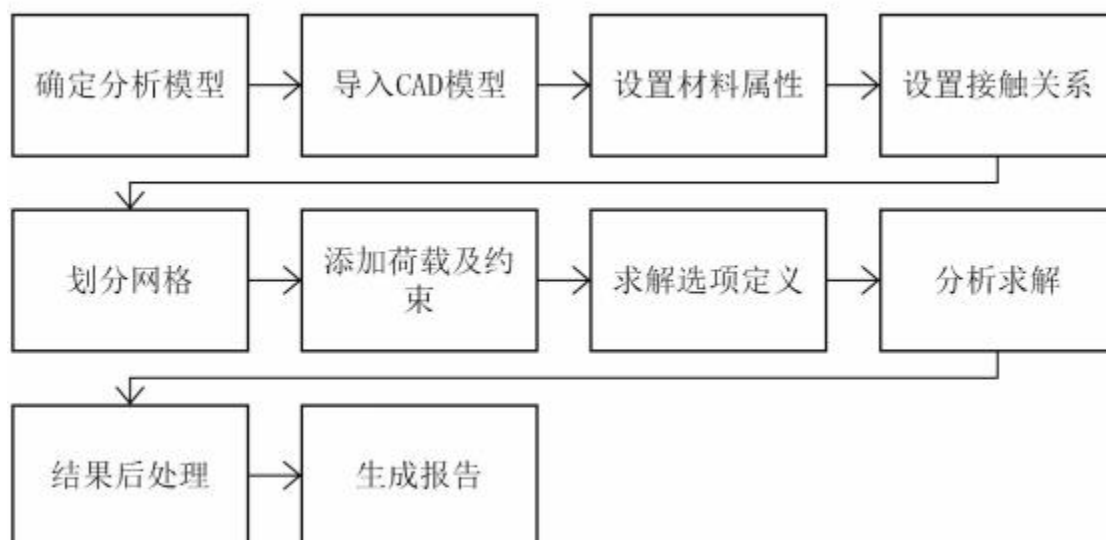 确定分析模型
导入CAD模型
设置材料属性
设置接触关系
划分网格
添加荷载及约
束
求解选项定义
分析求解
结果后处理
生成报告